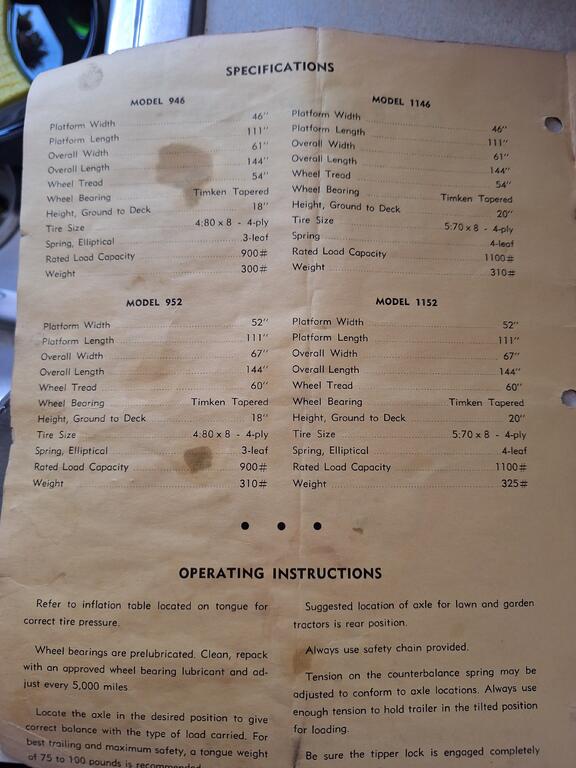 SPECIFICATIONS
MODEL 946
Platform Width 46"
Platform Length 111"
Overall Width 61"
Overall Length 144"
Wheel Tread 54"
Wheel Bearing Timken Tapered
Height, Ground to Deck 18"
Tire Size 4:80 x 8 - 4-ply
Spring, Elliptical 3-leaf
Rated Load Capacity 900#
Weight 300#
MODEL 1146
Platform Width 46"
Platform Length 111"
Overall Width 61"
Overall Length 144"
Wheel Tread 54"
Wheel Bearing Timken Tapered
Height, Ground to Deck 20"
Tire Size 5:70 x 8 - 4-ply
Spring 4-leaf
Rated Load Capacity 1100#
Weight 310#
MODEL 952
Platform Width 52"
Platform Length 111"
Overall Width 67"
Overall Length 144"
Wheel Tread 60"
Wheel Bearing Timken Tapered
Height, Ground to Deck 18"
Tire Size 4:80 x 8 - 4-ply
Spring, Elliptical 3-leaf
Rated Load Capacity 900#
Weight 310#
MODEL 1152
Platform Width 52"
Platform Length 111"
Overall Width 67"
Overall Length 144"
Wheel Tread 60"
Wheel Bearing Timken Tapered
Height, Ground to Deck 20"
Tire Size 5:70 x 8 - 4-ply
Spring, Elliptical 4-leaf
Rated Load Capacity 1100#
Weight 325#
OPERATING INSTRUCTIONS
Refer to inflation table located on tongue for
correct tire pressure.
Wheel bearings are prelubricated. Clean, repack
with an approved wheel bearing lubricant and ad-
just every 5,000 miles
Locate the axle in the desired position to give
correct balance with the type of load carried. For
best trailing and maximum safety, a tongue weight
of 75 to 100 pounds is recommended
Suggested location of axle for lawn and garden
tractors is rear position.
Always use safety chain provided.
Tension on the counterbalance spring may be
adjusted to conform to axle locations. Always use
enough tension to hold trailer in the tilted position
for loading.
Be sure the tipper lock is engaged completely